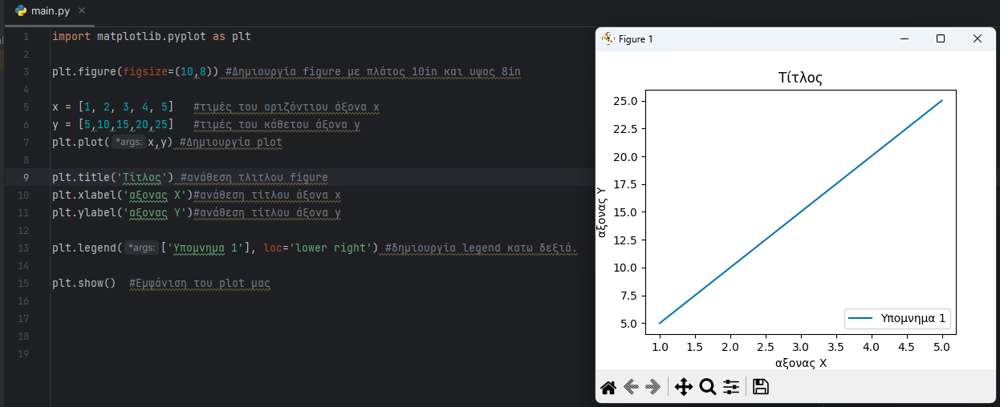 main.py
1 import matplotlib.pyplot as plt
2
3 plt.figure(figsize=(10,8)) #Δημιουργία figure με πλάτος 10in και υψος 8in
4
5 x = [1, 2, 3, 4, 5] #τιμές του οριζόντιου άξονα x
6 y = [5,10,15,20,25] #τιμές του κάθετου άξονα y
7 plt.plot( *args: x,y) #Δημιουργία plot
8
9 plt.title('Τίτλος') #ανάθεση τλιτλου figure
10 plt.xlabel('αξονας X')#ανάθεση τίτλου άξονα x
11 plt.ylabel('αξονας Y')#ανάθεση τίτλου άξονα y
12
13 plt.legend( *args: ['Υπομνημα 1'], loc='lower right') #δημιουργία legend κατω δεξιά.
14
15 plt.show() #Εμφάνιση του plot μας
16
17
18
19
Figure 1
Τίτλος
αξονας Y
25.0
22.5
20.0
17.5
15.0
12.5
10.0
7.5
5.0
Υπομνημα 1
1.0 1.5 2.0 2.5 3.0 3.5 4.0 4.5 5.0
αξονας X